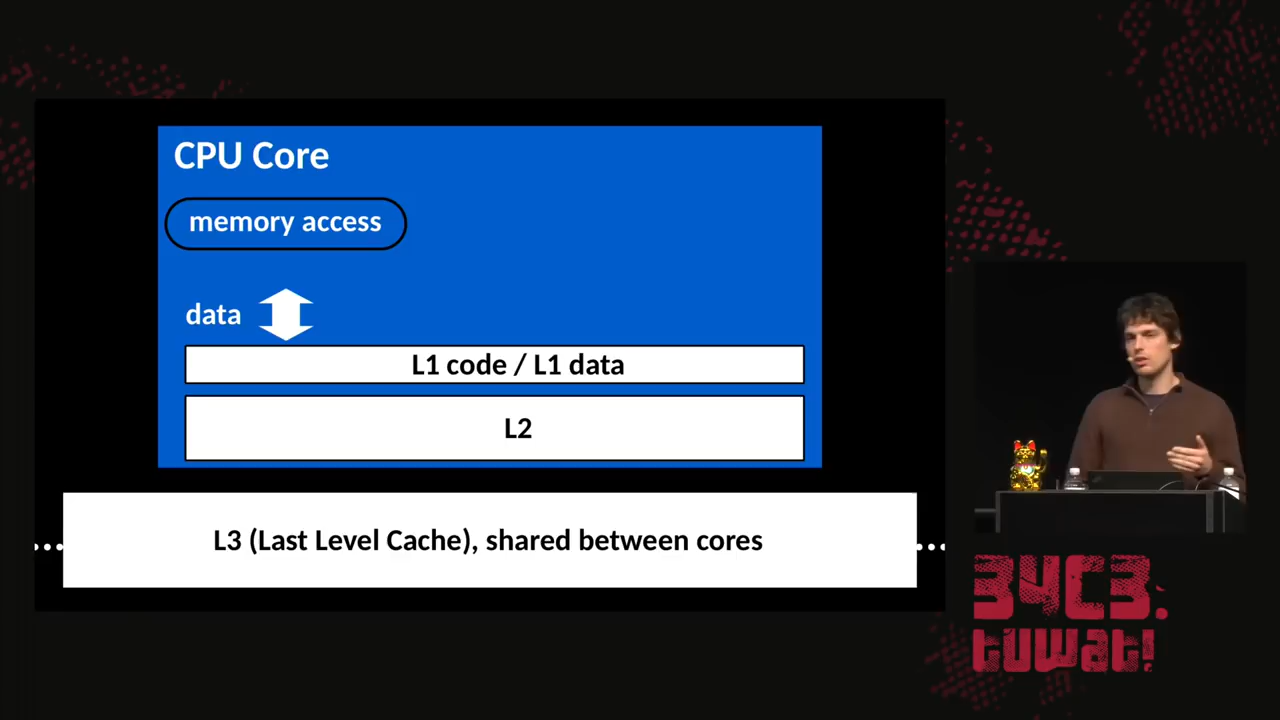 CPU Core
memory access
data
L1 code / L1 data
L2
L3 (Last Level Cache), shared between cores
34C3.
tuwat!